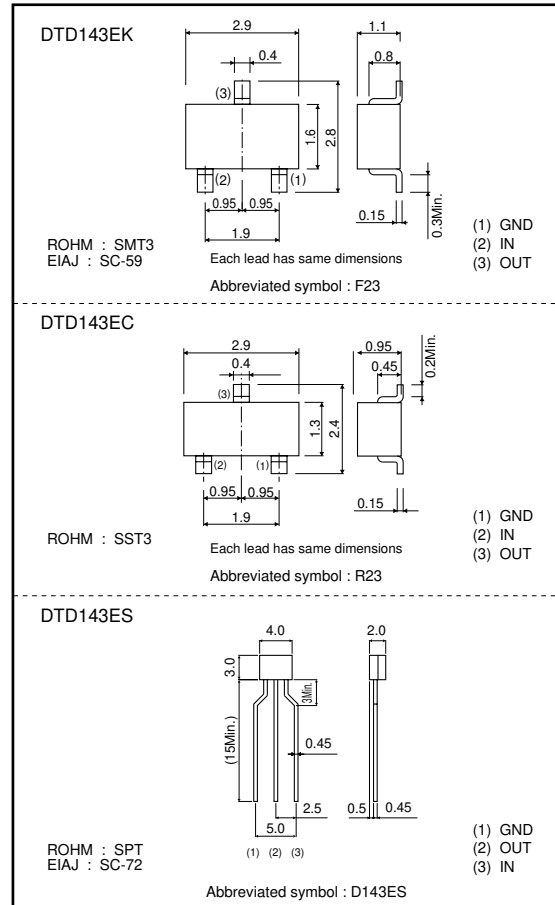 DTD143EK
2.9
1.1
0.4
0.8
(3)
1.6
2.8
(2)
(1)
0.95
0.95
0.15
0.3Min.
1.9
ROHM : SMT3
EIAJ : SC-59
Each lead has same dimensions
Abbreviated symbol : F23
(1) GND
(2) IN
(3) OUT
DTD143EC
2.9
0.95
0.2Min.
0.4
0.45
(3)
1.3
2.4
(2)
(1)
0.95
0.95
0.15
1.9
ROHM : SST3
Each lead has same dimensions
Abbreviated symbol : R23
(1) GND
(2) IN
(3) OUT
DTD143ES
4.0
2.0
3.0
3Min.
(15Min.)
0.45
2.5
0.5
0.45
5.0
(1) (2) (3)
ROHM : SPT
EIAJ : SC-72
Abbreviated symbol : D143ES
(1) GND
(2) OUT
(3) IN